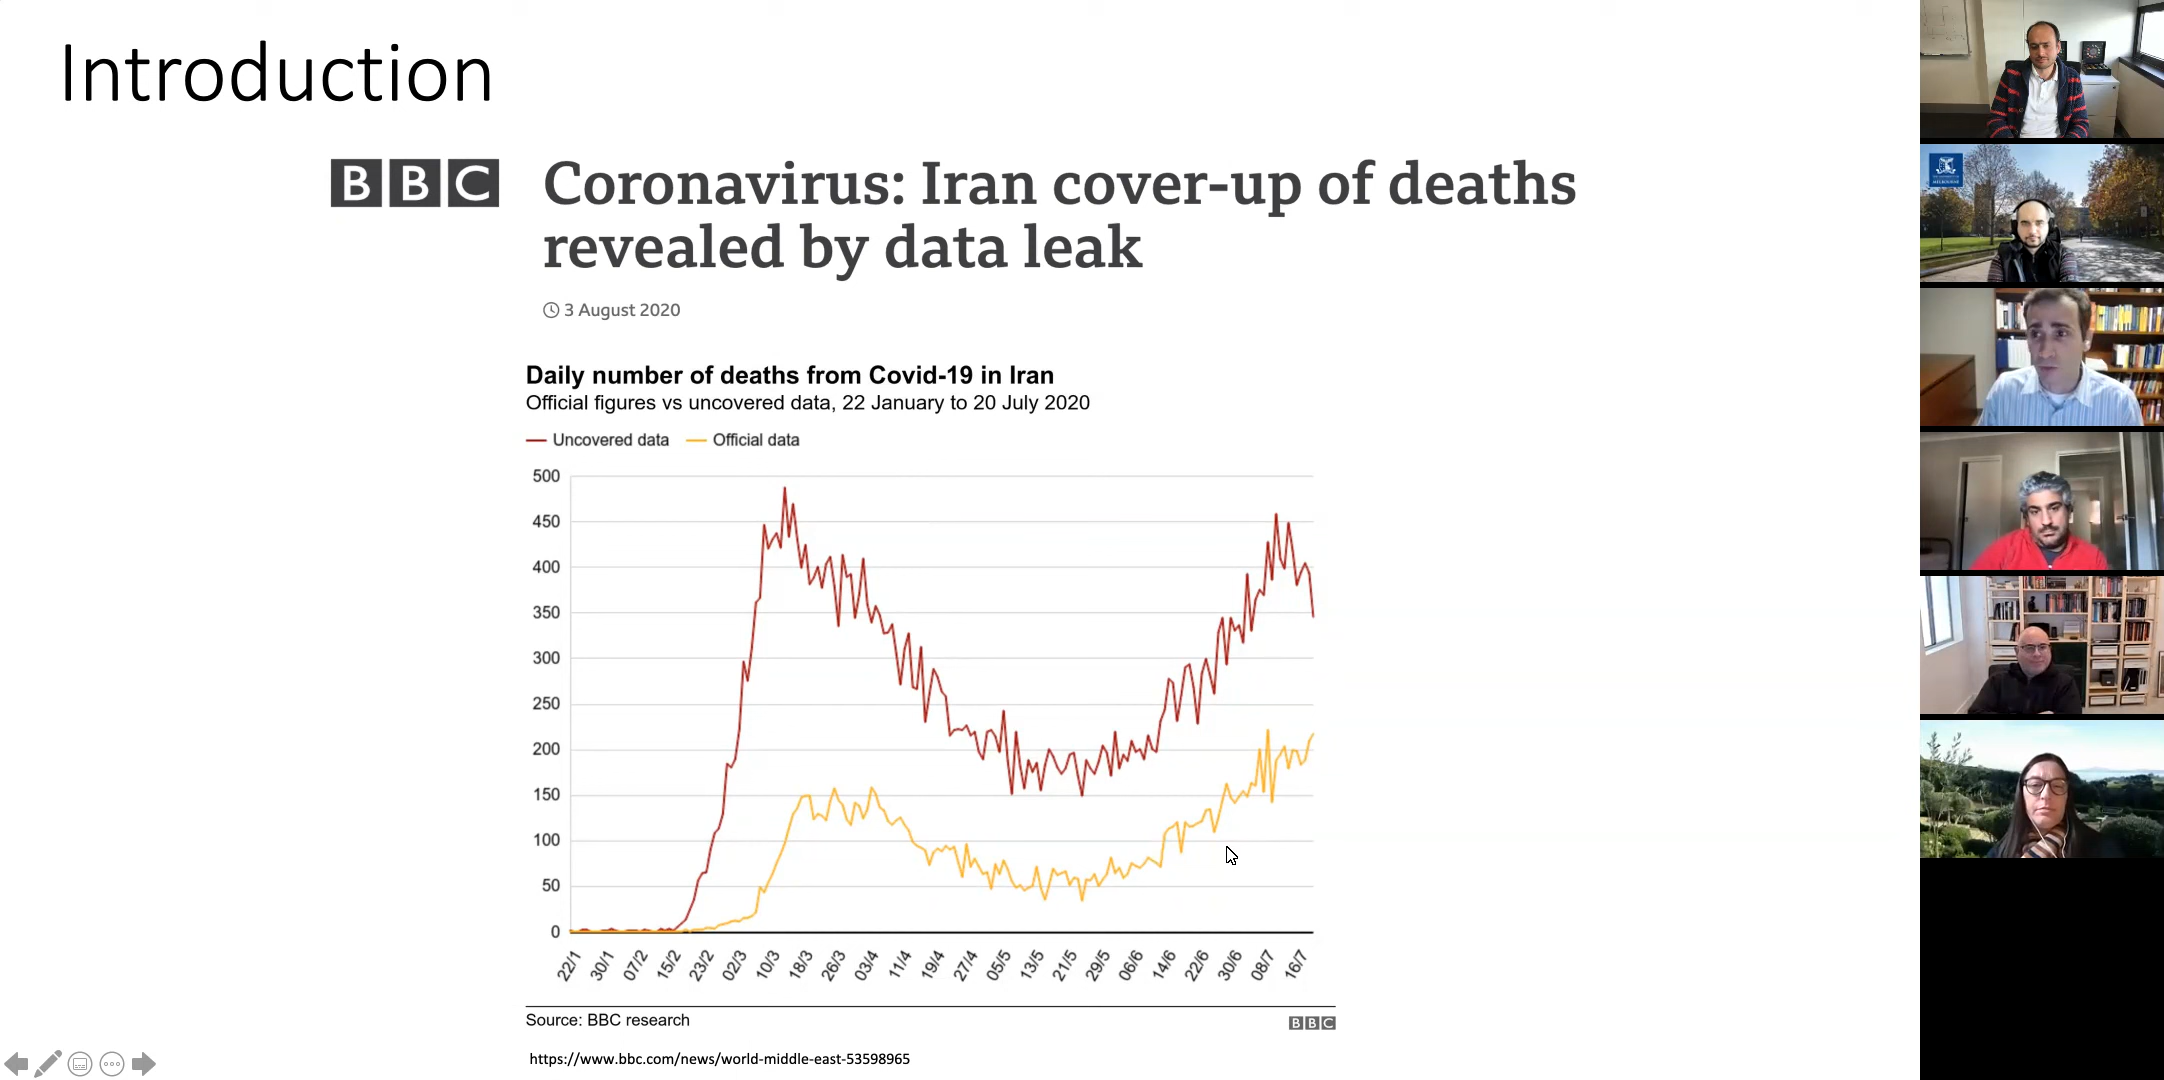 Introduction
BBC
Coronavirus: Iran cover-up of deaths
revealed by data leak
3 August 2020
Daily number of deaths from Covid-19 in Iran
Official figures vs uncovered data, 22 January to 20 July 2020
Uncovered data Official data
500
450
400
350
300
250
200
150
100
50
0
22/1 30/1 07/2 15/2 23/2 02/3 10/3 18/3 26/3 03/4 11/4 19/4 27/4 05/5 13/5 21/5 29/5 06/6 14/6 22/6 30/6 08/7 16/7
Source: BBC research
BBC
https://www.bbc.com/news/world-middle-east-53598965
MELBOURNE